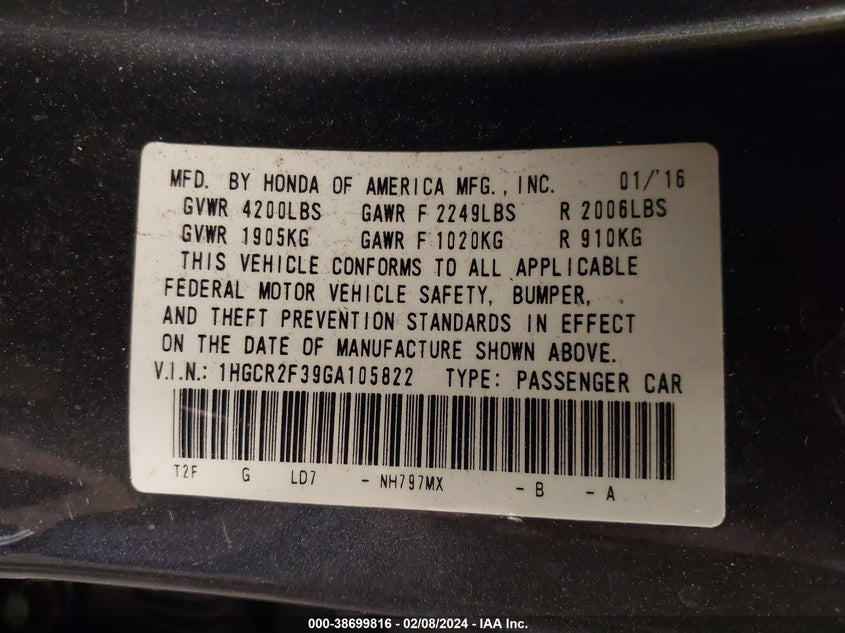 MFD. BY HONDA OF AMERICA MFG., INC. 01/'16
GVWR 4200LBS GAWR F 2249LBS R 2006LBS
GVWR 1905KG GAWR F 1020KG R 910KG
THIS VEHICLE CONFORMS TO ALL APPLICABLE
FEDERAL MOTOR VEHICLE SAFETY, BUMPER,
AND THEFT PREVENTION STANDARDS IN EFFECT
ON THE DATE OF MANUFACTURE SHOWN ABOVE.
V.I.N.: 1HGCR2F39GA105822 TYPE: PASSENGER CAR
T2F G LD7 - NH797MX - B - A
000-38699816 - 02/08/2024 - IAA Inc.